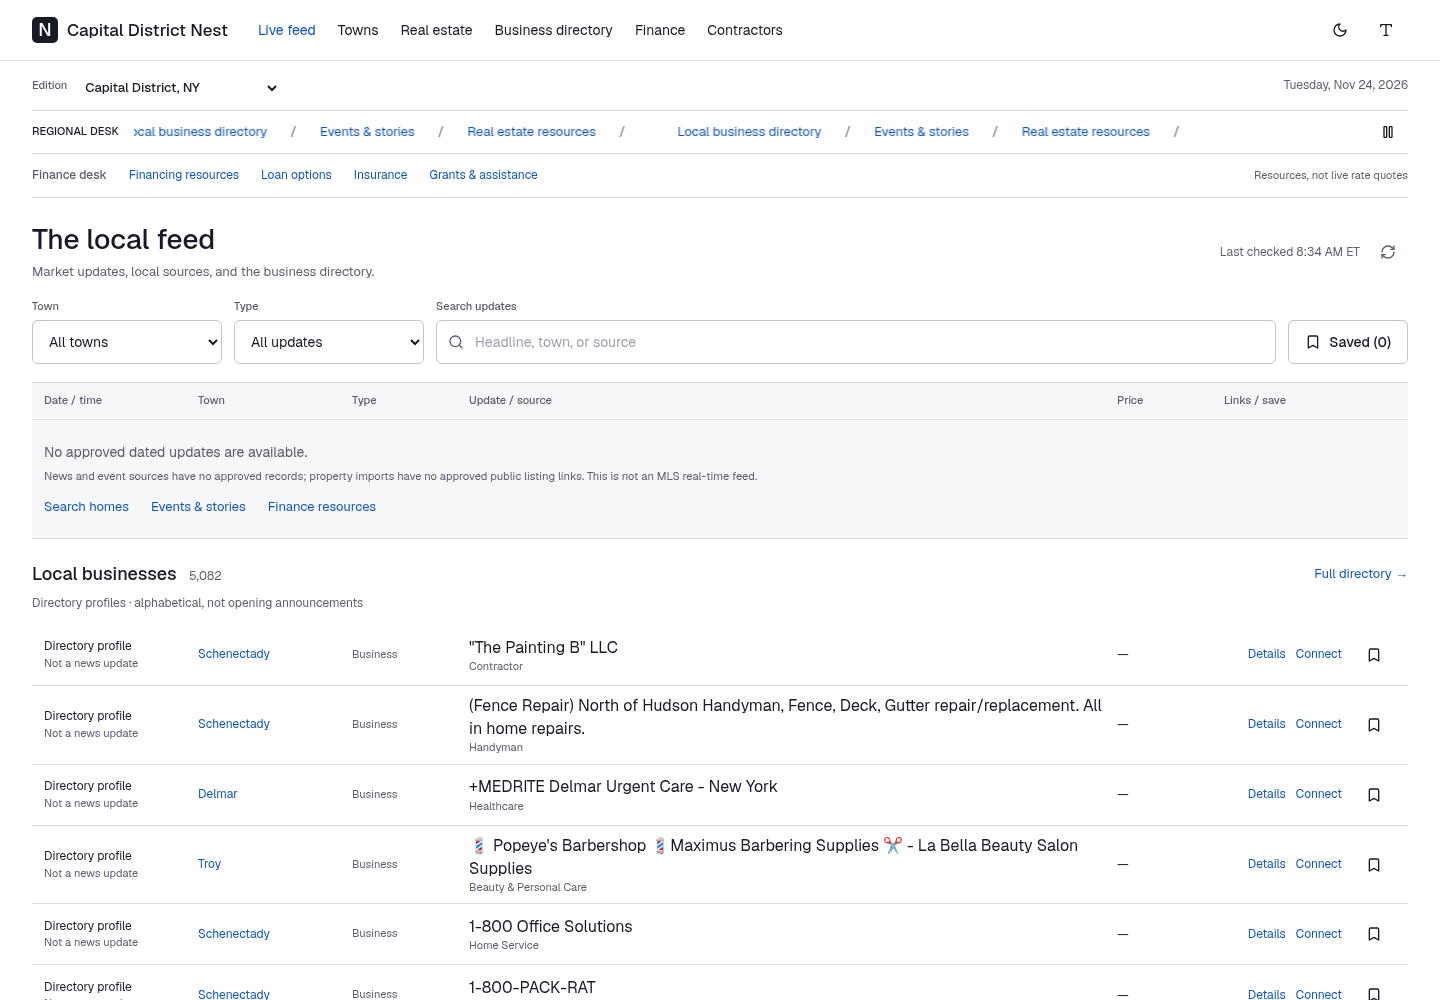 N Capital District Nest Live feed Towns Real estate Business directory Finance Contractors
Edition Capital District, NY Tuesday, Nov 24, 2026
REGIONAL DESK ocal business directory / Events & stories / Real estate resources / Local business directory / Events & stories / Real estate resources /
Finance desk Financing resources Loan options Insurance Grants & assistance Resources, not live rate quotes
The local feed
Last checked 8:34 AM ET
Market updates, local sources, and the business directory.
Town Type Search updates
All towns All updates Headline, town, or source Saved (0)
Date / time Town Type Update / source Price Links / save
No approved dated updates are available.
News and event sources have no approved records; property imports have no approved public listing links. This is not an MLS real-time feed.
Search homes Events & stories Finance resources
Local businesses 5,082 Full directory →
Directory profiles · alphabetical, not opening announcements
Directory profile
Not a news update
Schenectady Business
"The Painting B" LLC
Contractor
— Details Connect
Directory profile
Not a news update
Schenectady Business
(Fence Repair) North of Hudson Handyman, Fence, Deck, Gutter repair/replacement. All
in home repairs.
Handyman
— Details Connect
Directory profile
Not a news update
Delmar Business
+MEDRITE Delmar Urgent Care - New York
Healthcare
— Details Connect
Directory profile
Not a news update
Troy Business
💈 Popeye's Barbershop 💈Maximus Barbering Supplies ✂️ - La Bella Beauty Salon
Supplies
Beauty & Personal Care
— Details Connect
Directory profile
Not a news update
Schenectady Business
1-800 Office Solutions
Home Service
— Details Connect
Directory profile
Schenectady Business
1-800-PACK-RAT
— Details Connect